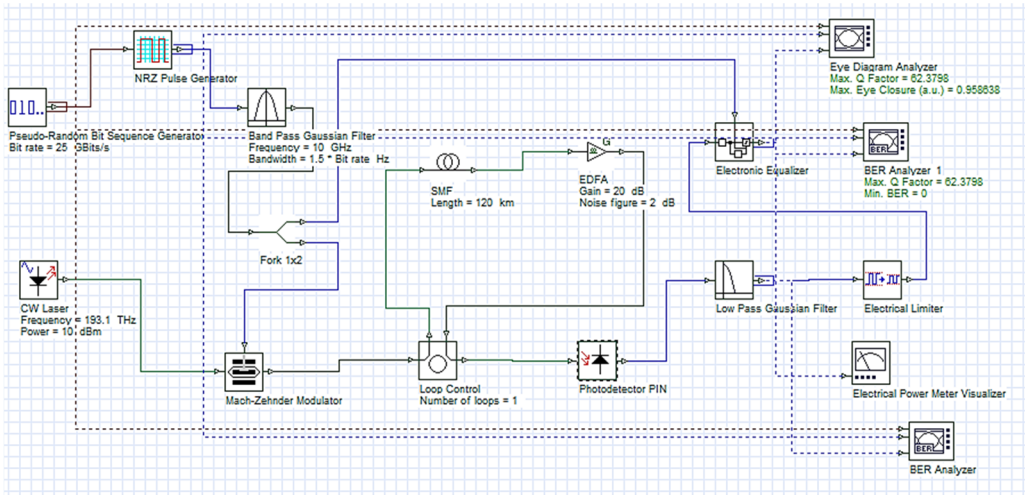 NRZ Pulse Generator
Eye Diagram Analyzer
Max. Q Factor = 62.3798
Max. Eye Closure (a.u.) = 0.958638
010..
Pseudo-Random Bit Sequence Generator
Bit rate = 25 GBits/s
Band Pass Gaussian Filter
Frequency = 10 GHz
Bandwidth = 1.5 * Bit rate Hz
G
BER
SMF
Length = 120 km
EDFA
Gain = 20 dB
Noise figure = 2 dB
Electronic Equalizer
BER Analyzer 1
Max. Q Factor = 62.3798
Min. BER = 0
Fork 1x2
CW Laser
Frequency = 193.1 THz
Power = 10 dBm
Low Pass Gaussian Filter
Electrical Limiter
Mach-Zehnder Modulator
Loop Control
Number of loops = 1
Photodetector PIN
Electrical Power Meter Visualizer
BER
BER Analyzer